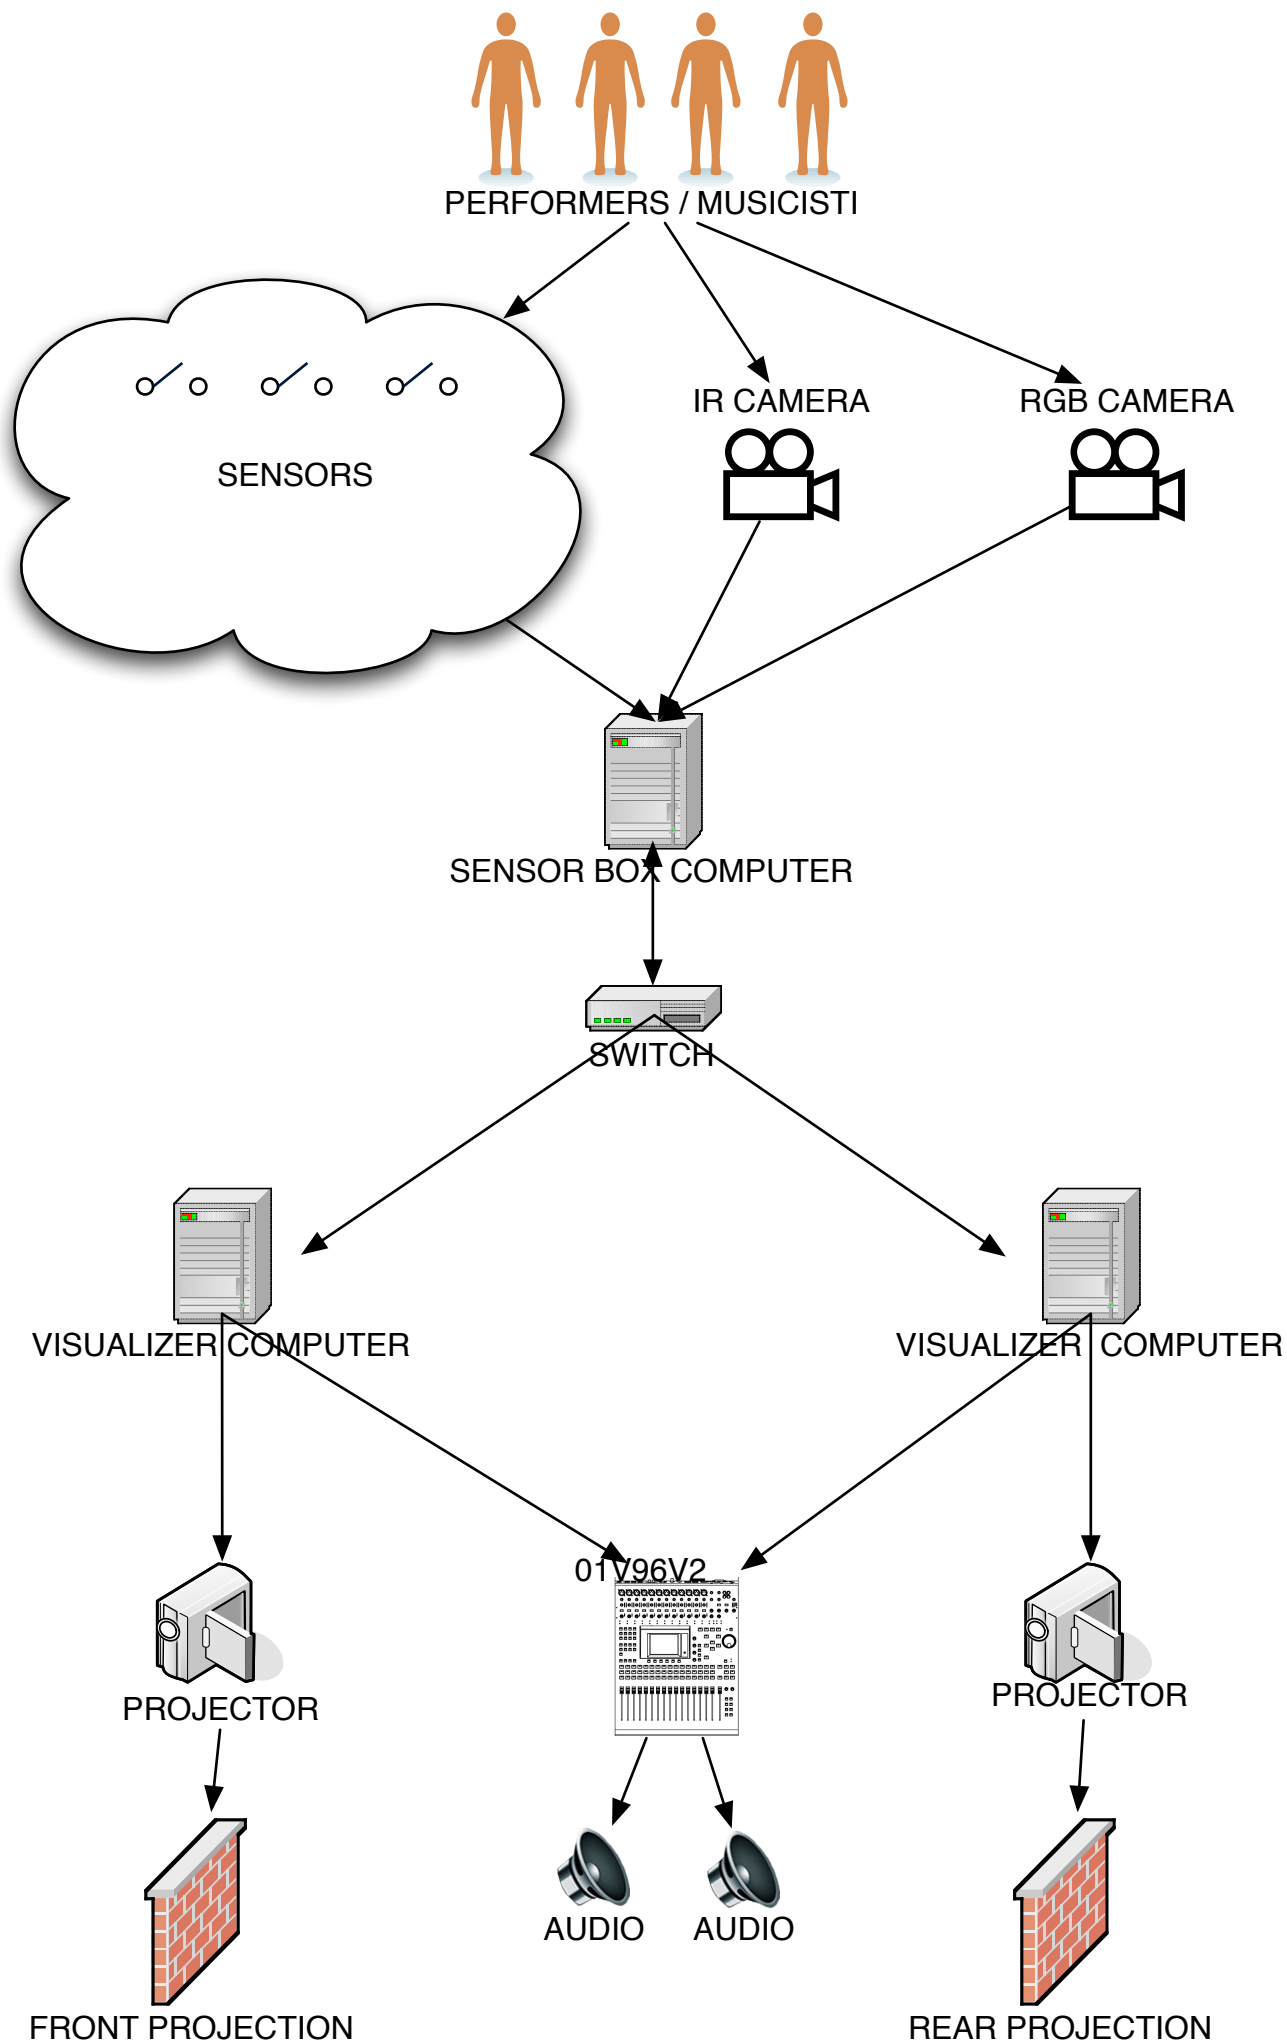 PERFORMERS / MUSICISTI
IR CAMERA
RGB CAMERA
SENSORS
SENSOR BOX COMPUTER
SWITCH
VISUALIZER COMPUTER
VISUALIZER COMPUTER
01V96V2
PROJECTOR
PROJECTOR
AUDIO
AUDIO
FRONT PROJECTION
REAR PROJECTION